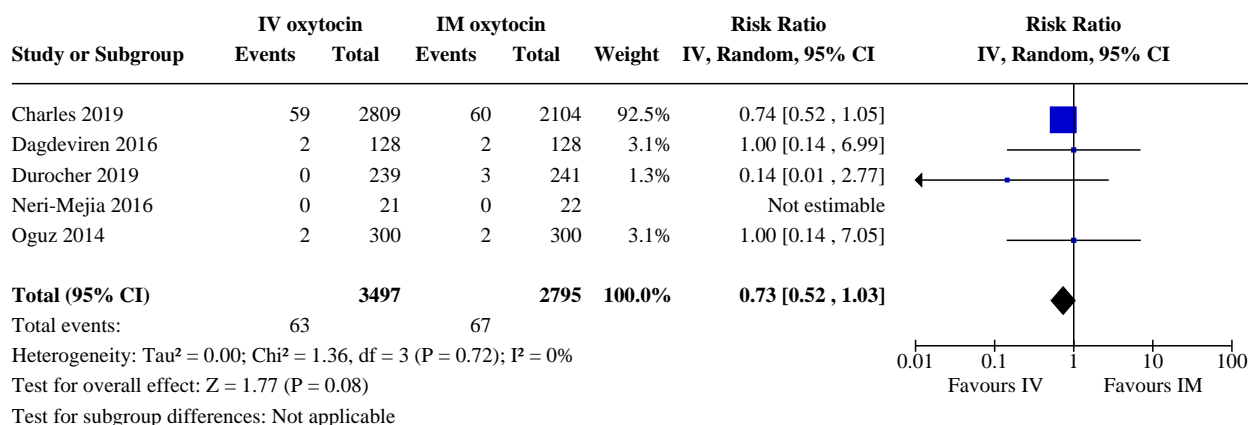 IV oxytocin IM oxytocin Risk Ratio Risk Ratio
Study or Subgroup Events Total Events Total Weight IV, Random, 95% CI IV, Random, 95% CI
Charles 2019 59 2809 60 2104 92.5% 0.74 [0.52 , 1.05]
Dagdeviren 2016 2 128 2 128 3.1% 1.00 [0.14 , 6.99]
Durocher 2019 0 239 3 241 1.3% 0.14 [0.01 , 2.77]
Neri-Mejia 2016 0 21 0 22 Not estimable
Oguz 2014 2 300 2 300 3.1% 1.00 [0.14 , 7.05]
Total (95% CI) 3497 2795 100.0% 0.73 [0.52 , 1.03]
Total events: 63 67
Heterogeneity: Tau² = 0.00; Chi² = 1.36, df = 3 (P = 0.72); I² = 0%
0.01 0.1 1 10 100
Test for overall effect: Z = 1.77 (P = 0.08) Favours IV Favours IM
Test for subgroup differences: Not applicable